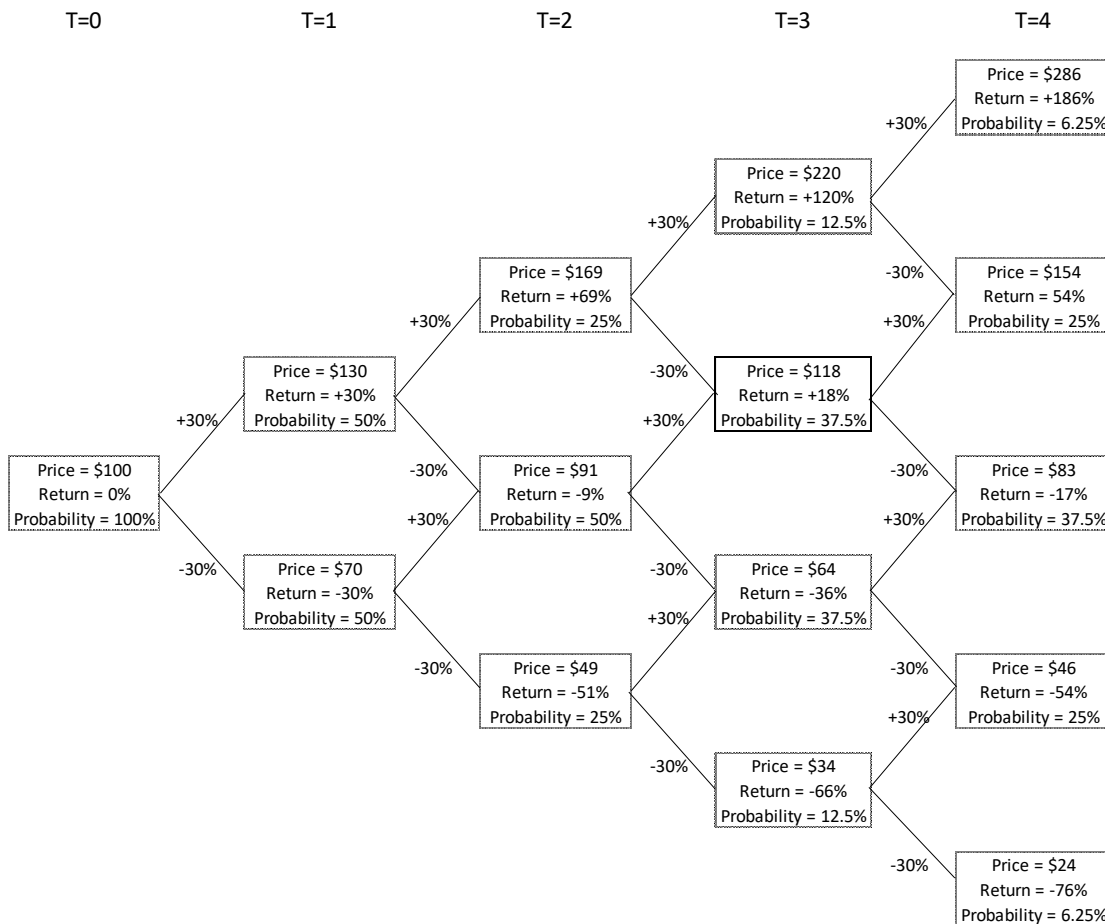 T=0
T=1
T=2
T=3
T=4
Price = $286
Return = +186%
Probability = 6.25%
+30%
Price = $220
Return = +120%
Probability = 12.5%
+30%
-30%
Price = $169
Return = +69%
Probability = 25%
Price = $154
Return = 54%
Probability = 25%
+30%
+30%
-30%
Price = $130
Return = +30%
Probability = 50%
Price = $118
Return = +18%
Probability = 37.5%
+30%
+30%
-30%
-30%
Price = $100
Return = 0%
Probability = 100%
Price = $91
Return = -9%
Probability = 50%
Price = $83
Return = -17%
Probability = 37.5%
+30%
+30%
-30%
-30%
Price = $70
Return = -30%
Probability = 50%
Price = $64
Return = -36%
Probability = 37.5%
+30%
-30%
-30%
Price = $49
Return = -51%
Probability = 25%
Price = $46
Return = -54%
Probability = 25%
+30%
-30%
Price = $34
Return = -66%
Probability = 12.5%
-30%
Price = $24
Return = -76%
Probability = 6.25%